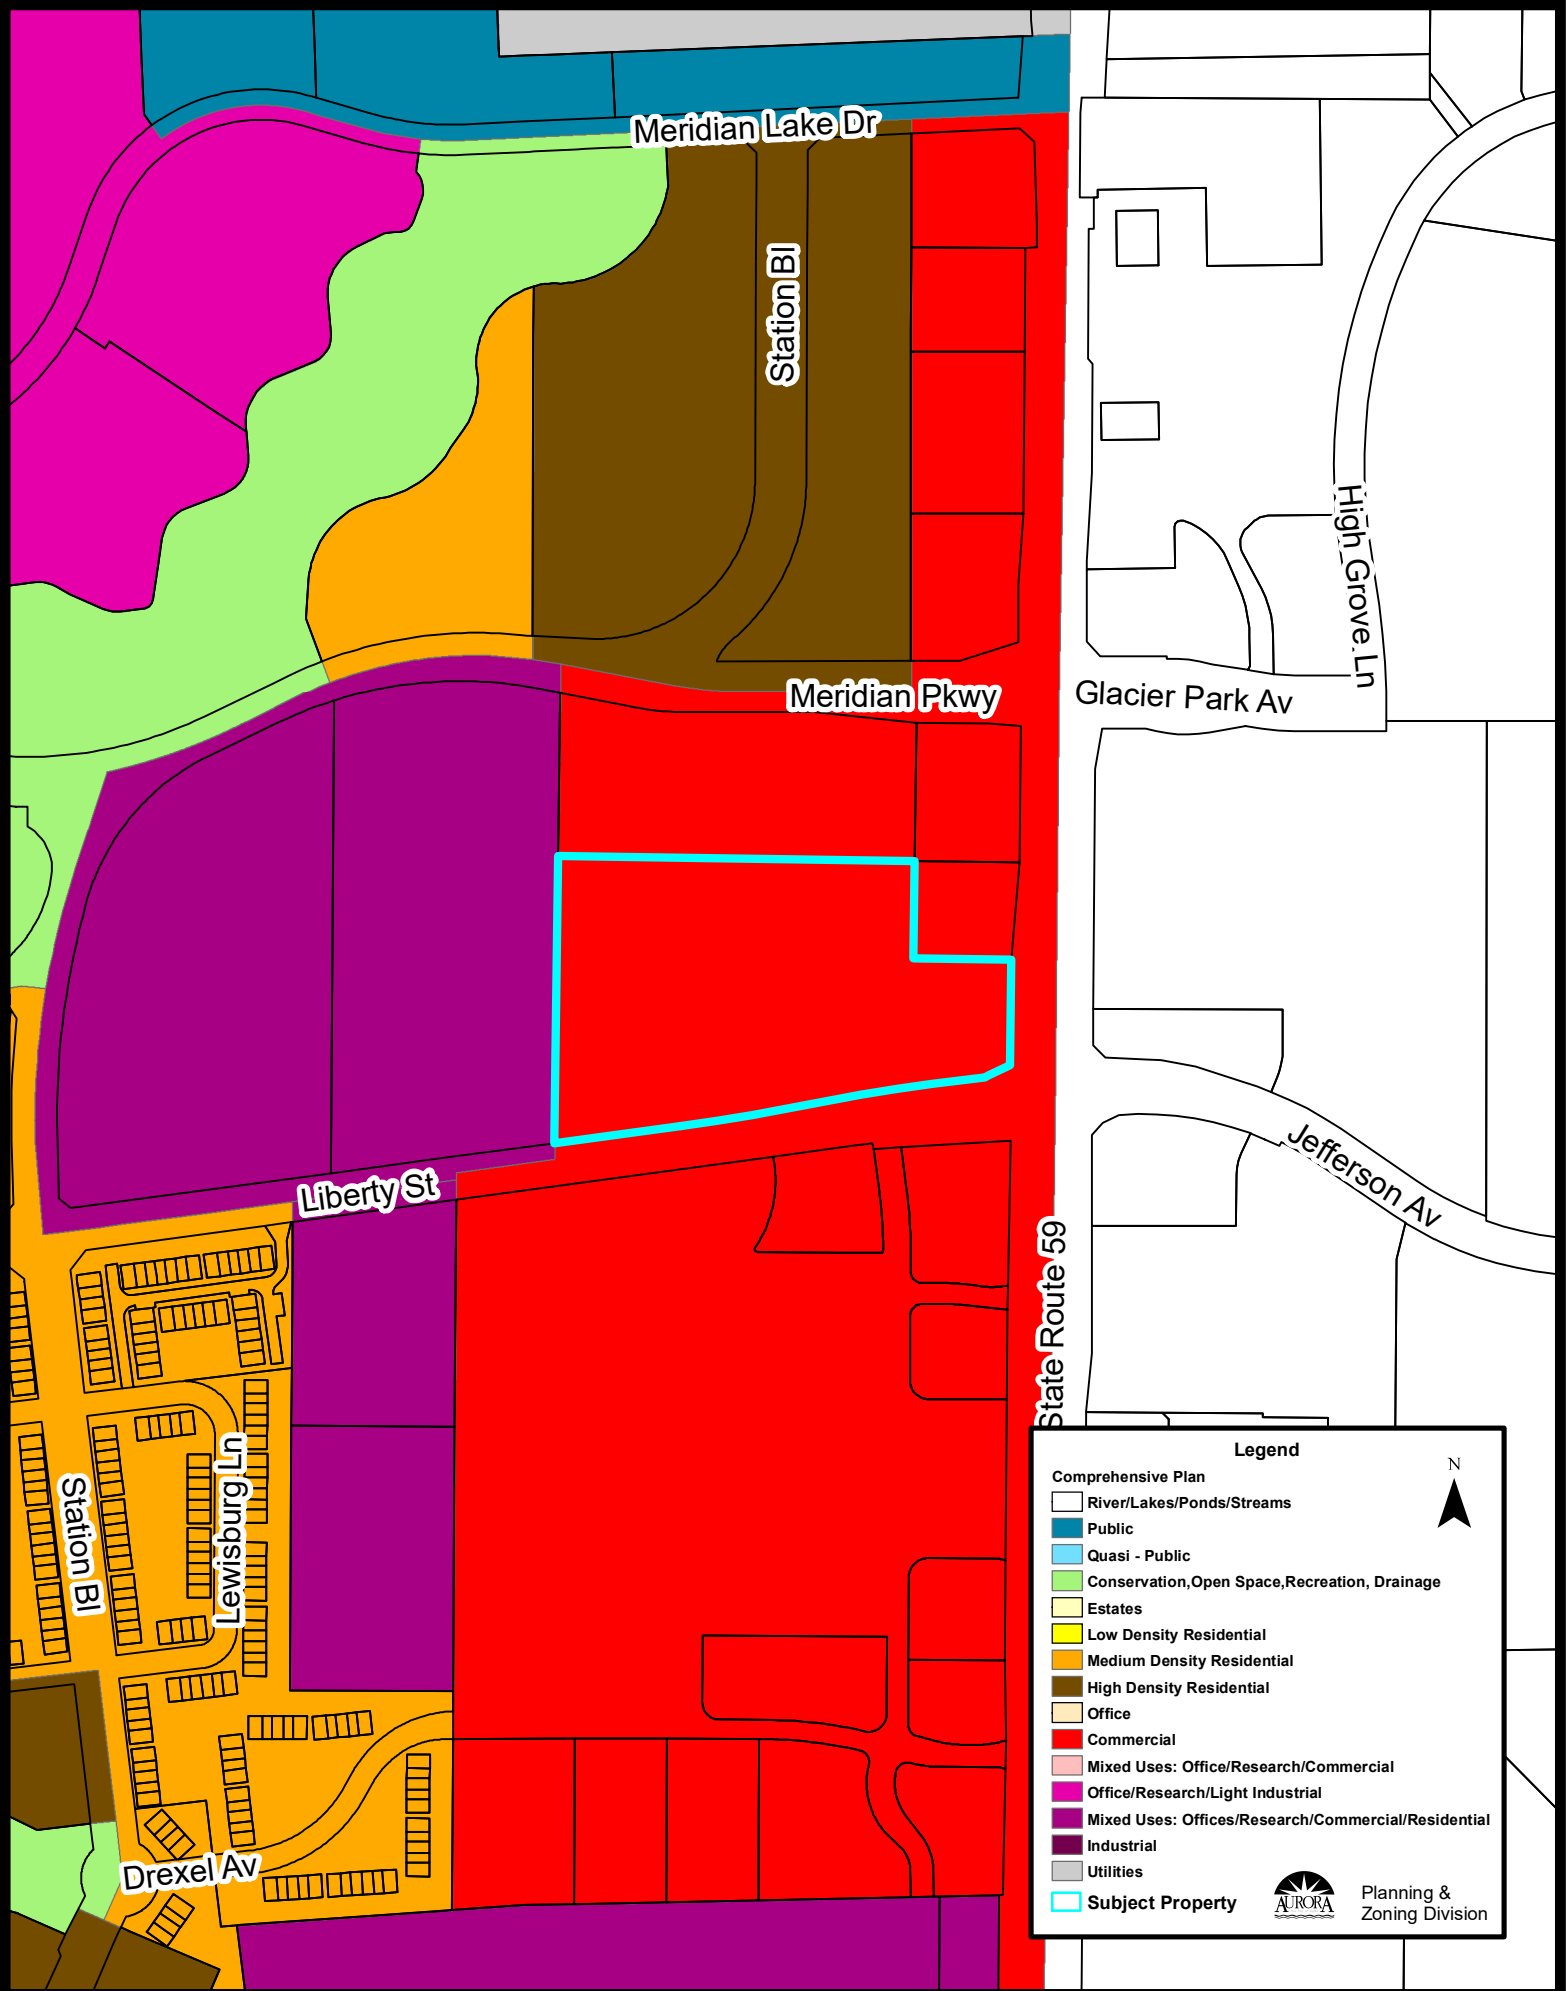 Meridian Lake Dr
Station Bl
High Grove Ln
Meridian Pkwy
Glacier Park Av
Jefferson Av
Liberty St
State Route 59
Station Bl
Lewisburg Ln
Drexel Av
Legend
N
Comprehensive Plan
River/Lakes/Ponds/Streams
Public
Quasi - Public
Conservation,Open Space,Recreation, Drainage
Estates
Low Density Residential
Medium Density Residential
High Density Residential
Office
Commercial
Mixed Uses: Office/Research/Commercial
Office/Research/Light Industrial
Mixed Uses: Offices/Research/Commercial/Residential
Industrial
Utilities
Subject Property
AURORA
Planning &
Zoning Division